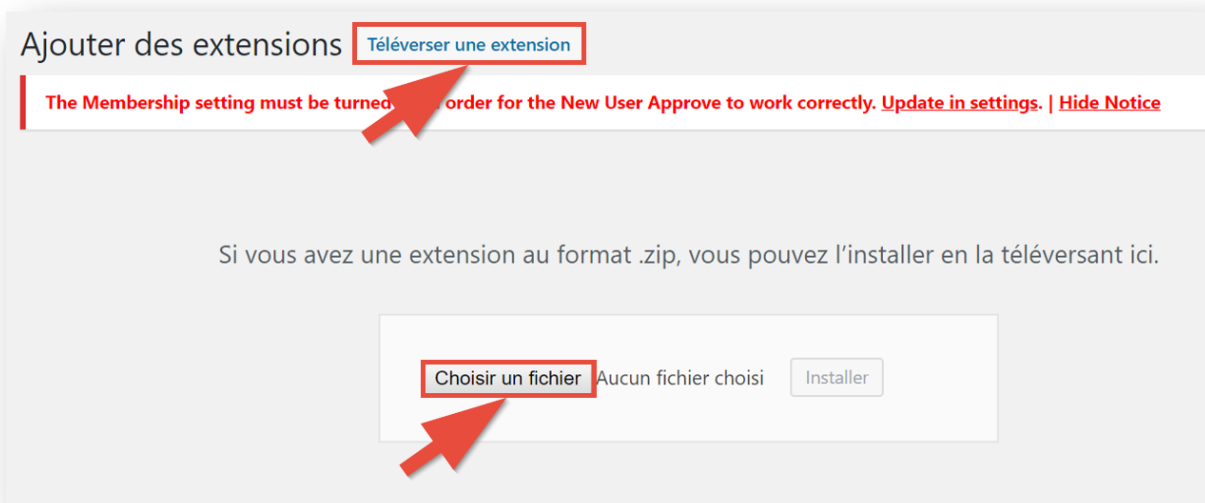 Ajouter des extensions Téléverser une extension
The Membership setting must be turned order for the New User Approve to work correctly. Update in settings. | Hide Notice
Si vous avez une extension au format .zip, vous pouvez l’installer en la téléversant ici.
Choisir un fichier Aucun fichier choisi Installer